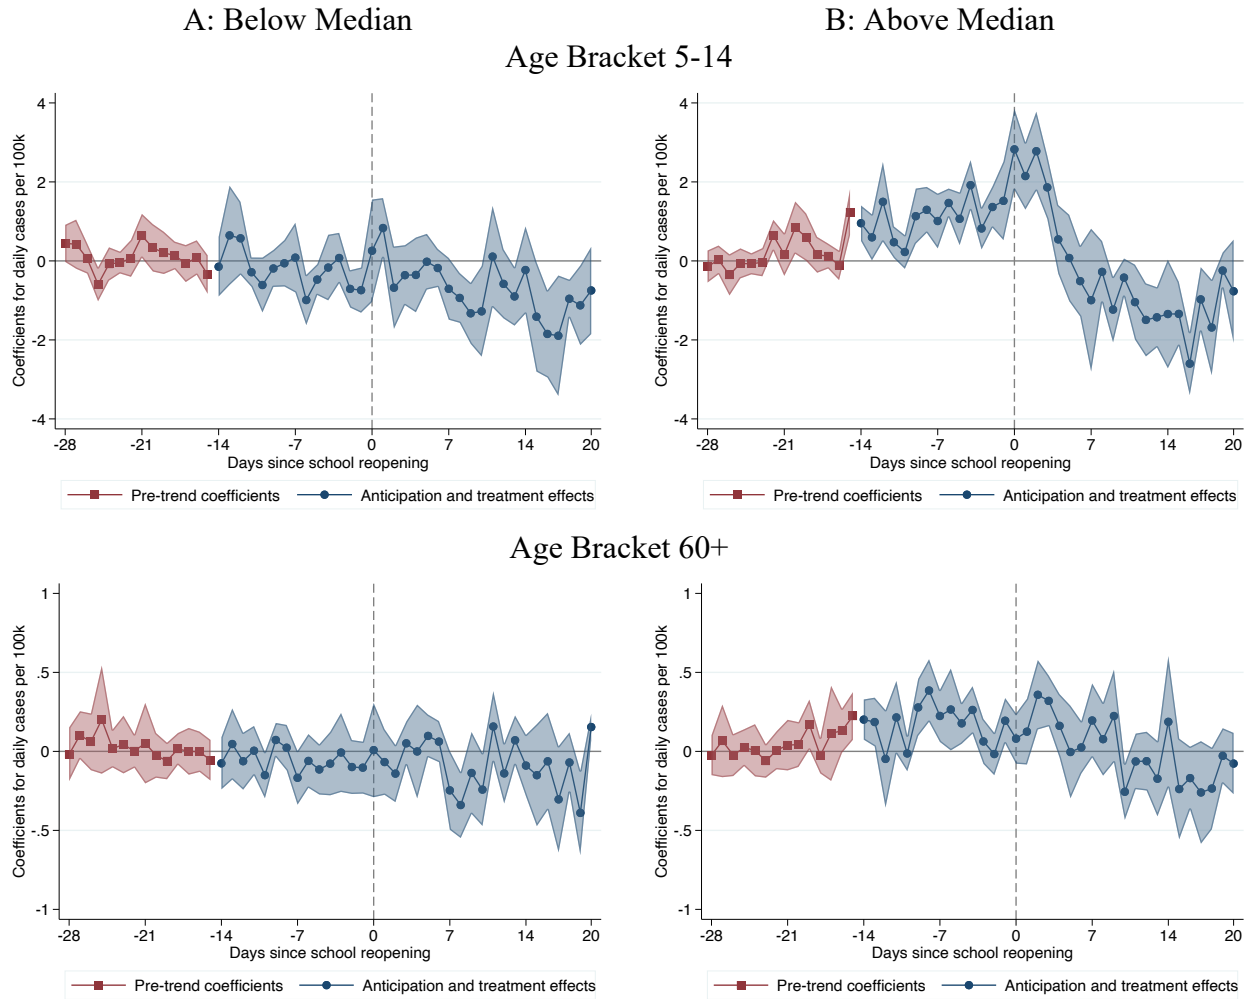 A: Below Median
B: Above Median
Age Bracket 5-14
Coefficients for daily cases per 100k
4
2
0
-2
-4
-28
-21
-14
-7
0
7
14
20
Days since school reopening
Pre-trend coefficients
Anticipation and treatment effects
Coefficients for daily cases per 100k
4
2
0
-2
-4
-28
-21
-14
-7
0
7
14
20
Days since school reopening
Pre-trend coefficients
Anticipation and treatment effects
Age Bracket 60+
Coefficients for daily cases per 100k
1
.5
0
-.5
-1
-28
-21
-14
-7
0
7
14
20
Days since school reopening
Pre-trend coefficients
Anticipation and treatment effects
Coefficients for daily cases per 100k
1
.5
0
-.5
-1
-28
-21
-14
-7
0
7
14
20
Days since school reopening
Pre-trend coefficients
Anticipation and treatment effects